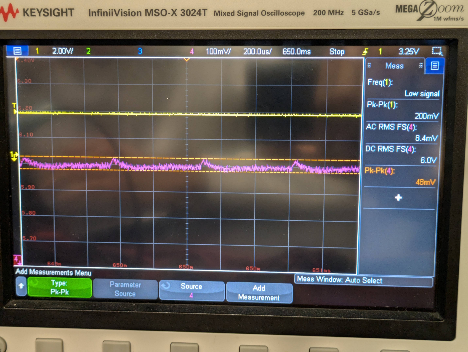 KEYSIGHT InfiniiVision MSO-X 3024T Mixed Signal Oscilloscope 200 MHz 5 GSa/s MEGA Zoom
1 2.00V/ 2 3 4 100mV/ 200.0us/ 650.0ms Stop 1 3.25V
Meas
Freq(1):
Low signal
Pk-Pk(1):
200mV
AC RMS FS(4):
8.4mV
DC RMS FS(4):
6.0V
Pk-Pk(4):
48mV
Add Measurements Menu
Meas Window: Auto Select
Type:
Pk-Pk
Parameter
Source
Source
4
Add
Measurement